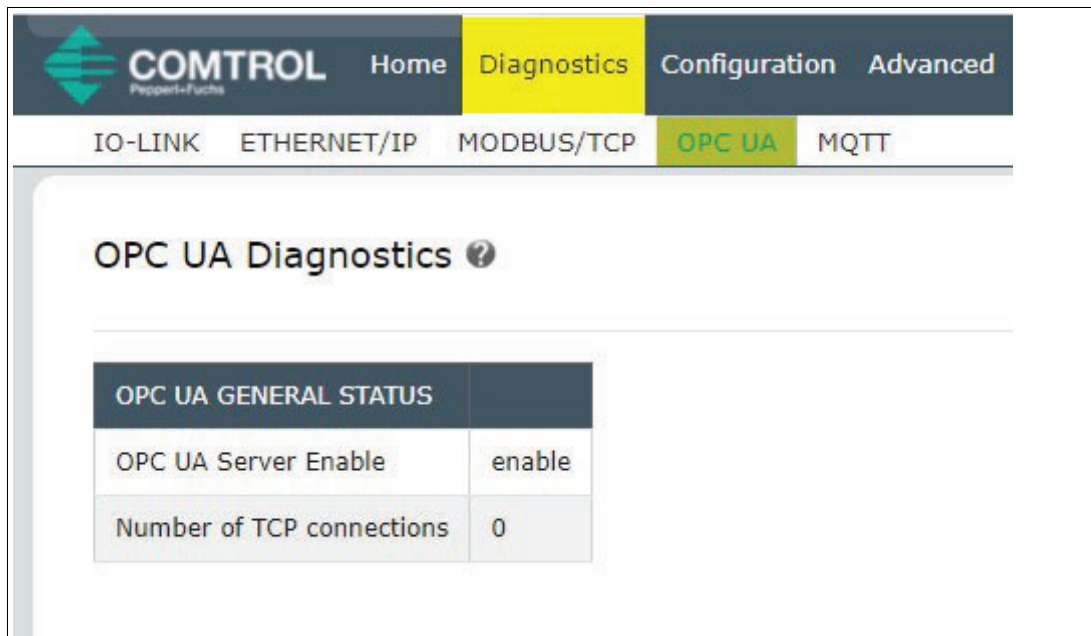 COMTROL Home Diagnostics Configuration Advanced
Pepperl+Fuchs
IO-LINK ETHERNET/IP MODBUS/TCP OPC UA MQTT
OPC UA Diagnostics ?
OPC UA GENERAL STATUS
OPC UA Server Enable enable
Number of TCP connections 0